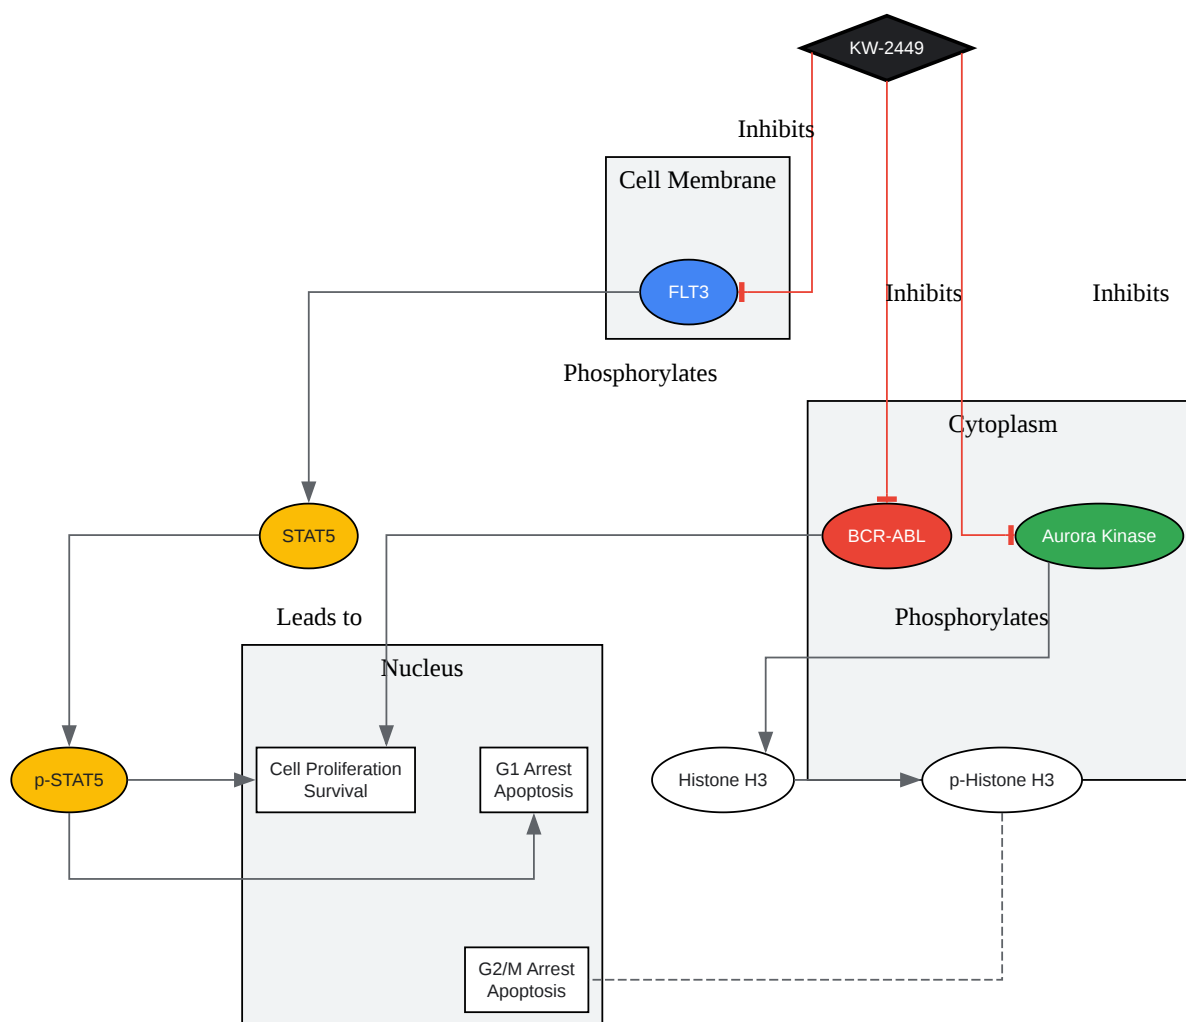 KW-2449
Inhibits
Cell Membrane
FLT3
Inhibits
Inhibits
Phosphorylates
Cytoplasm
STAT5
BCR-ABL
Aurora Kinase
Leads to
Phosphorylates
Nucleus
p-STAT5
Cell Proliferation
Survival
G1 Arrest
Apoptosis
Histone H3
p-Histone H3
G2/M Arrest
Apoptosis